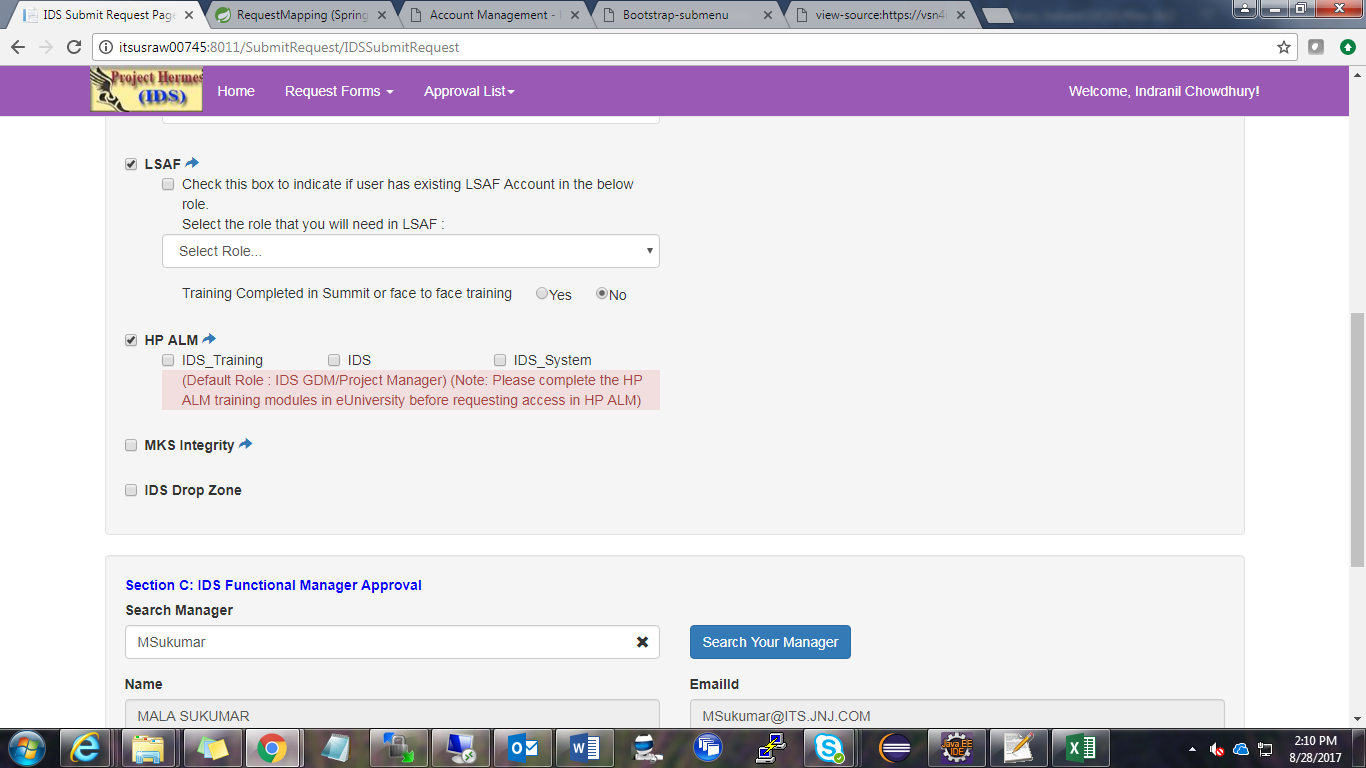 IDS Submit Request Page
RequestMapping (Spring
Account Management -
Bootstrap-submenu
view-source:https://vsn4
itsusraw00745:8011/SubmitRequest/IDSSubmitRequest
Project Hermes
(IDS)
Home
Request Forms
Approval List
Welcome, Indranil Chowdhury!
LSAF
Check this box to indicate if user has existing LSAF Account in the below
role.
Select the role that you will need in LSAF :
Select Role...
Training Completed in Summit or face to face training
Yes
No
HP ALM
IDS_Training
IDS
IDS_System
(Default Role : IDS GDM/Project Manager) (Note: Please complete the HP
ALM training modules in eUniversity before requesting access in HP ALM)
MKS Integrity
IDS Drop Zone
Section C: IDS Functional Manager Approval
Search Manager
MSukumar
Search Your Manager
Name
EmailId
MALA SUKUMAR
MSukumar@ITS.JNJ.COM
Java EE
IDE
2:10 PM
8/28/2017